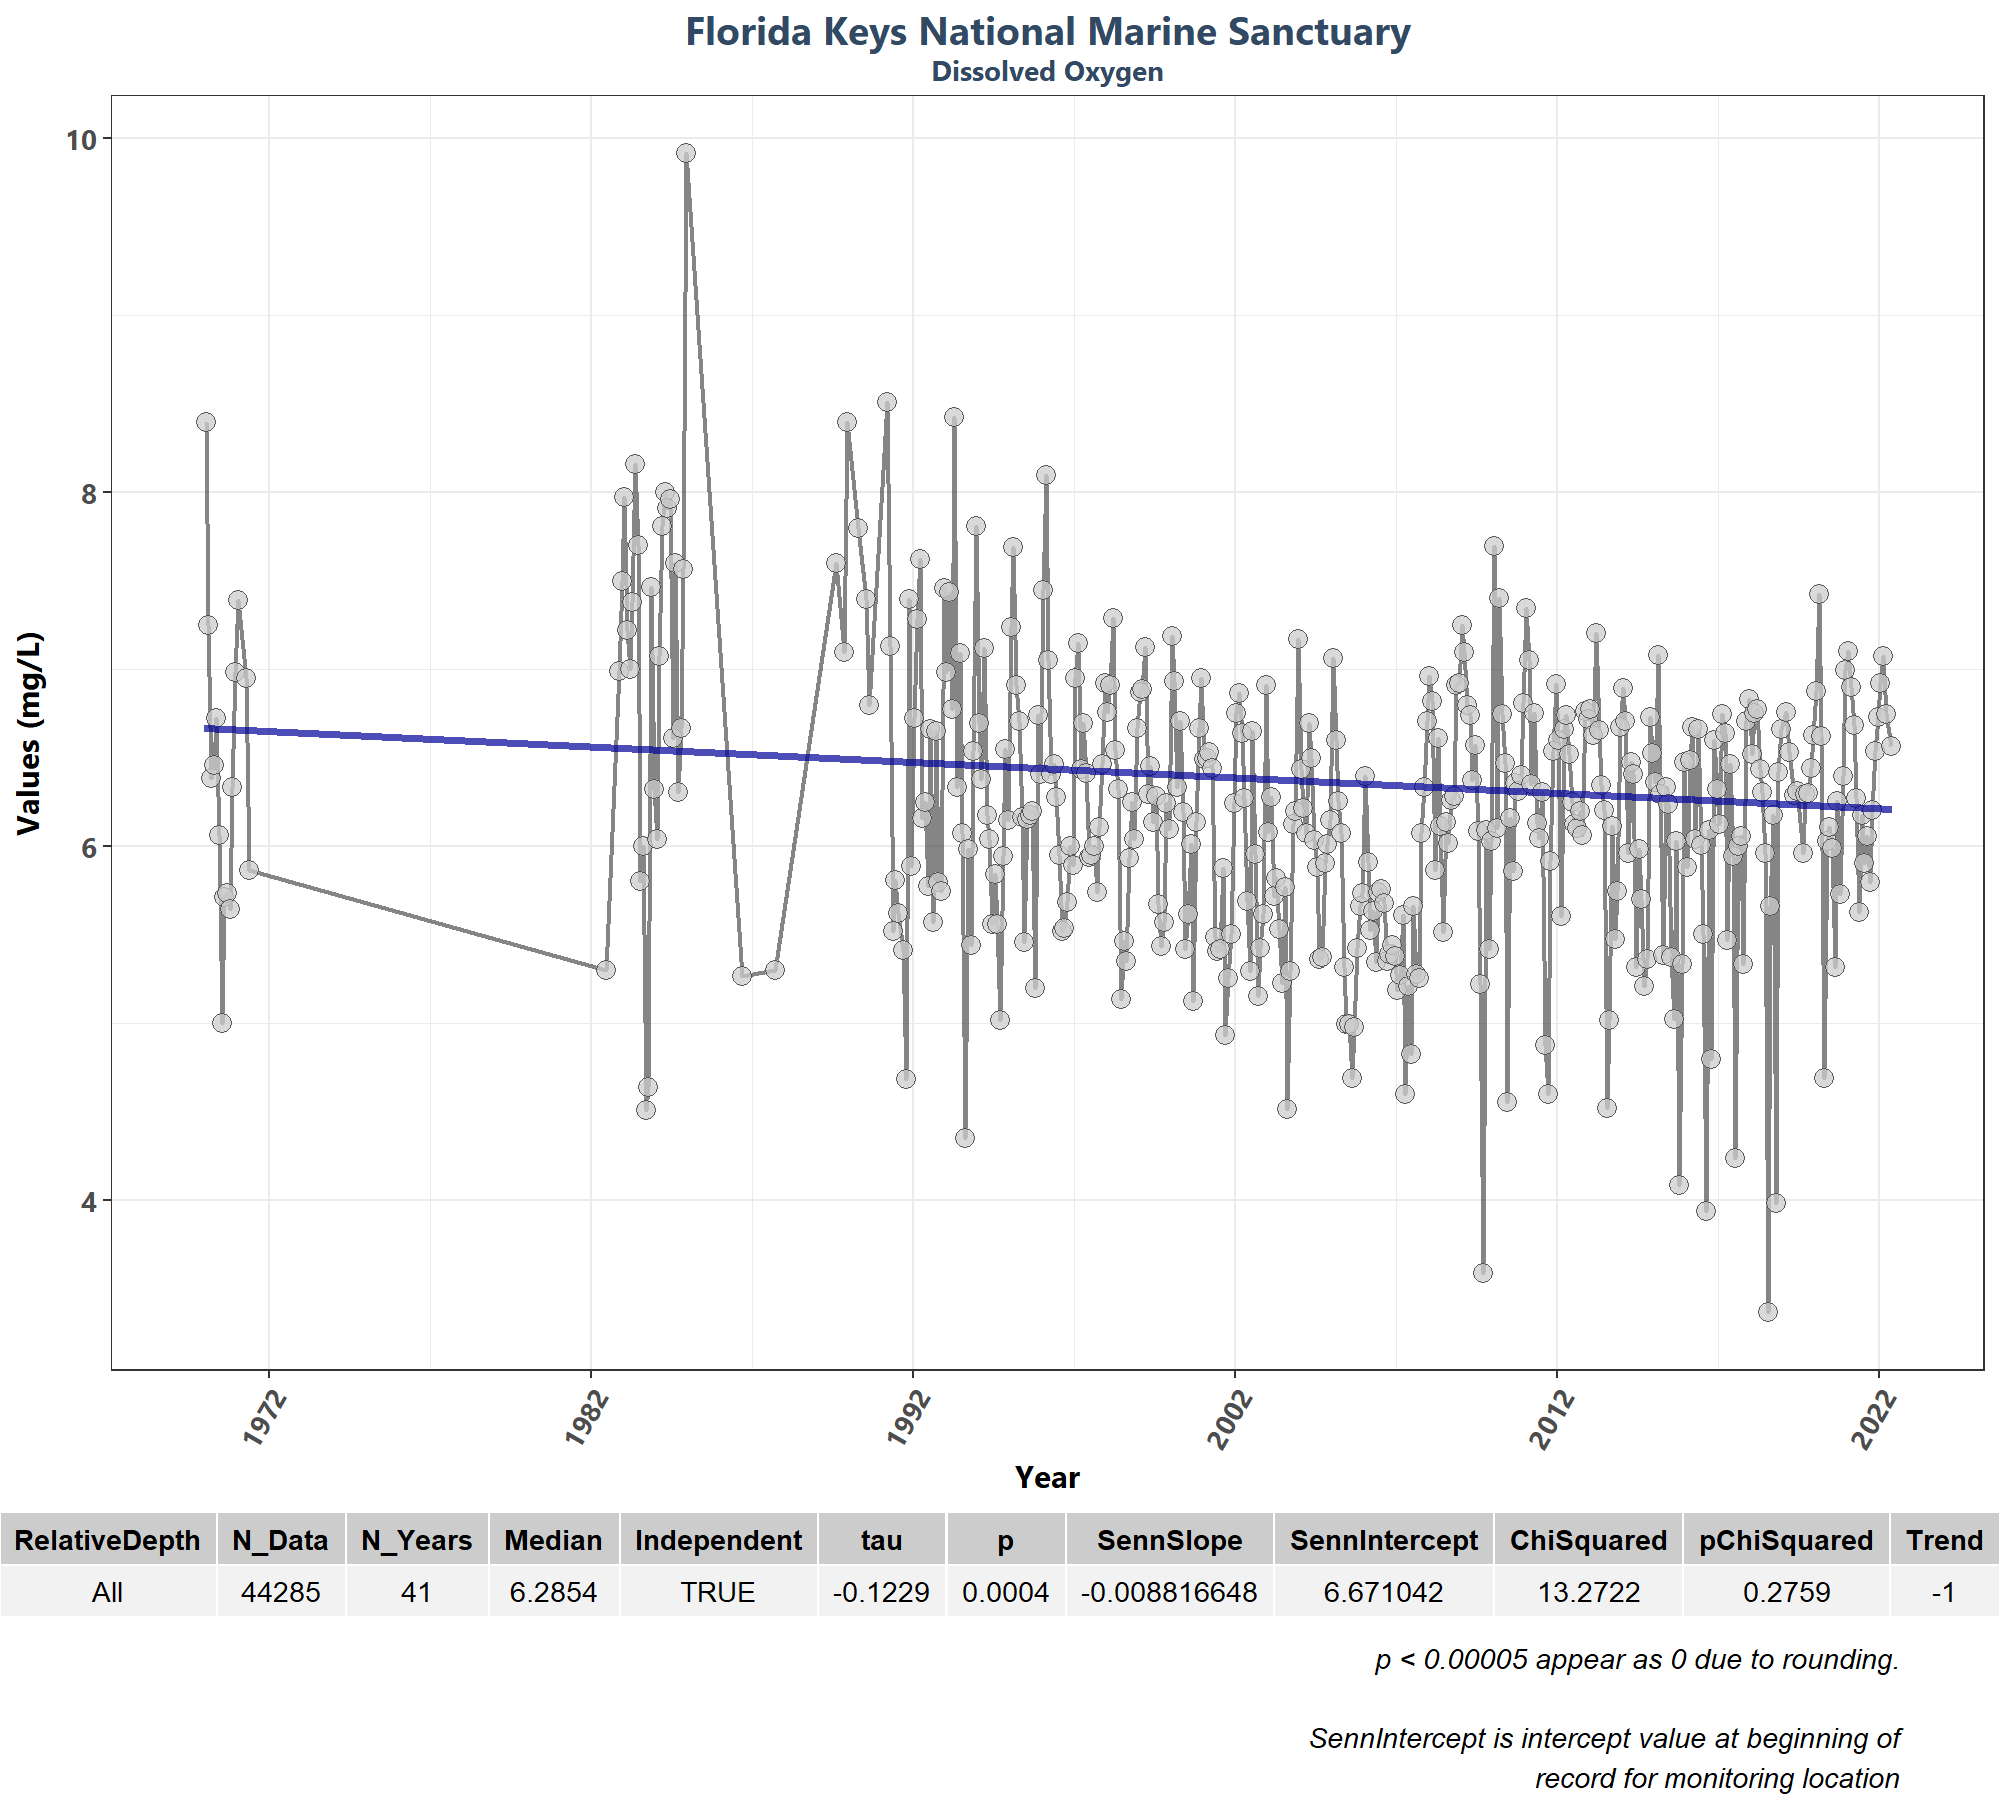 Florida Keys National Marine Sanctuary
Dissolved Oxygen
Values (mg/L)
10
8
6
4
1972
1982
1992
2002
2012
2022
Year
RelativeDepth N_Data N_Years Median Independent tau p SennSlope SennIntercept ChiSquared pChiSquared Trend
All 44285 41 6.2854 TRUE -0.1229 0.0004 -0.008816648 6.671042 13.2722 0.2759 -1
p < 0.00005 appear as 0 due to rounding.
SennIntercept is intercept value at beginning of
record for monitoring location